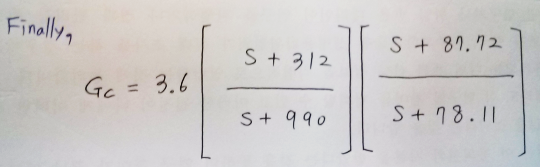 Finally,
Gc = 3.6 [ S + 312 / S + 990 ] [ S + 87.72 / S + 78.11 ]